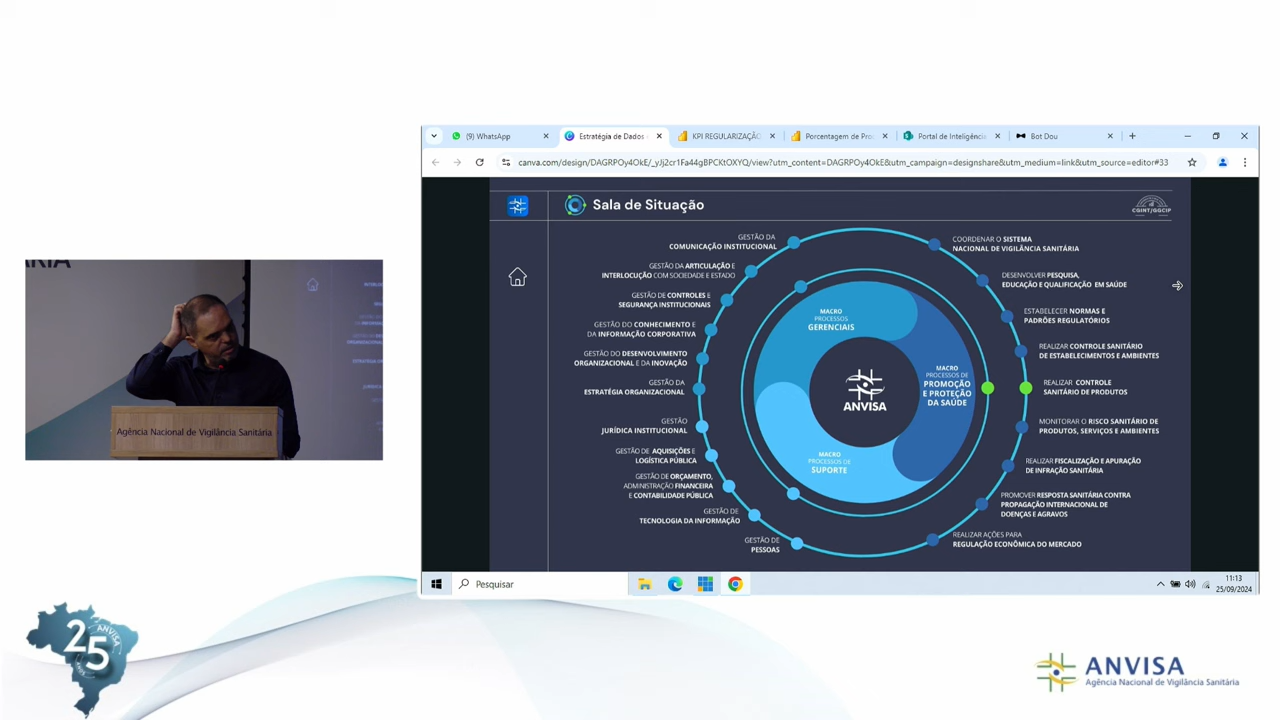 (9) WhatsApp
Estratégia de Dados
KPI REGULARIZAÇÃO
Porcentagem de Pro
Portal de Inteligênci
Bot Dou
canva.com/design/DAGRPOy4OkE/_yJj2cr1Fa44gBPCKtOXYQ/view?utm_content=DAGRPOy4OkE&utm_campaign=designshare&utm_medium=link&utm_source=editor#33
Sala de Situação
CGINT/GGCIP
GESTÃO DA
COMUNICAÇÃO INSTITUCIONAL
GESTÃO DA ARTICULAÇÃO E
INTERLOCUÇÃO COM SOCIEDADE E ESTADO
GESTÃO DE CONTROLES E
SEGURANÇA INSTITUCIONAIS
GESTÃO DO CONHECIMENTO E
DA INFORMAÇÃO CORPORATIVA
GESTÃO DO DESENVOLVIMENTO
ORGANIZACIONAL E DA INOVAÇÃO
GESTÃO DA
ESTRATÉGIA ORGANIZACIONAL
GESTÃO
JURÍDICA INSTITUCIONAL
GESTÃO DE AQUISIÇÕES E
LOGÍSTICA PÚBLICA
GESTÃO DE ORÇAMENTO,
ADMINISTRAÇÃO FINANCEIRA
E CONTABILIDADE PÚBLICA
GESTÃO DE
TECNOLOGIA DA INFORMAÇÃO
GESTÃO DE
PESSOAS
MACRO
PROCESSOS
GERENCIAIS
MACRO
PROCESSOS DE
PROMOÇÃO
E PROTEÇÃO
DA SAÚDE
ANVISA
MACRO
PROCESSOS DE
SUPORTE
COORDENAR O SISTEMA
NACIONAL DE VIGILÂNCIA SANITÁRIA
DESENVOLVER PESQUISA,
EDUCAÇÃO E QUALIFICAÇÃO EM SAÚDE
ESTABELECER NORMAS E
PADRÕES REGULATÓRIOS
REALIZAR CONTROLE SANITÁRIO
DE ESTABELECIMENTOS E AMBIENTES
REALIZAR CONTROLE
SANITÁRIO DE PRODUTOS
MONITORAR O RISCO SANITÁRIO DE
PRODUTOS, SERVIÇOS E AMBIENTES
REALIZAR FISCALIZAÇÃO E APURAÇÃO
DE INFRAÇÃO SANITÁRIA
PROMOVER RESPOSTA SANITÁRIA CONTRA
PROPAGAÇÃO INTERNACIONAL DE
DOENÇAS E AGRAVOS
REALIZAR AÇÕES PARA
REGULAÇÃO ECONÔMICA DO MERCADO
Pesquisar
11:13
25/09/2024
Agência Nacional de Vigilância Sanitária
25
ANVISA
ANVISA
Agência Nacional de Vigilância Sanitária